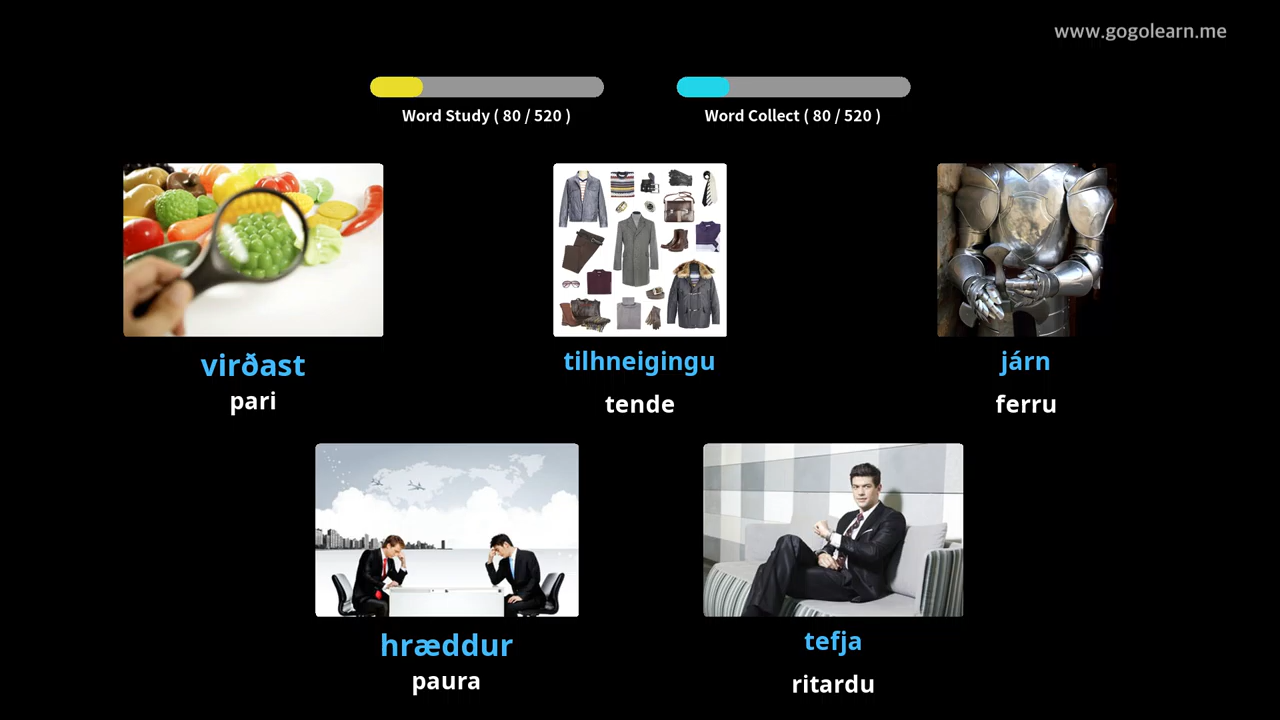 www.gogolearn.me
Word Study ( 80 / 520 )
Word Collect ( 80 / 520 )
virðast
pari
tilhneigingu
tende
járn
ferru
hræddur
paura
tefja
ritardu